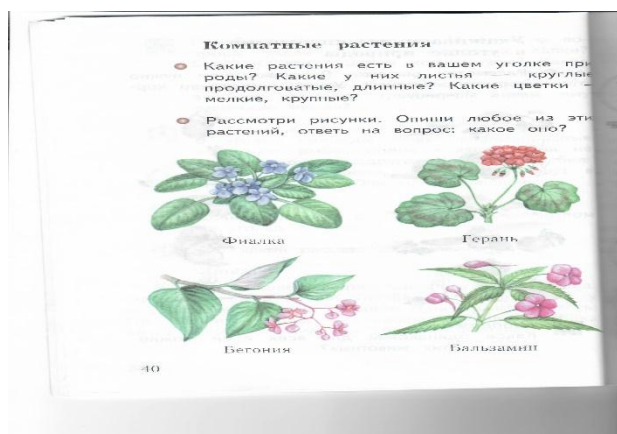 Комнатные растения
Какие растения есть в вашем уголке при
роды? Какие у них листья — круглые
продолговатые, длинные? Какие цветки —
мелкие, крупные?
Рассмотри рисунки. Опиши любое из эти
растений, ответь на вопрос: какое оно?
Фиалка
Герань
Бегония
Бальзамин
40